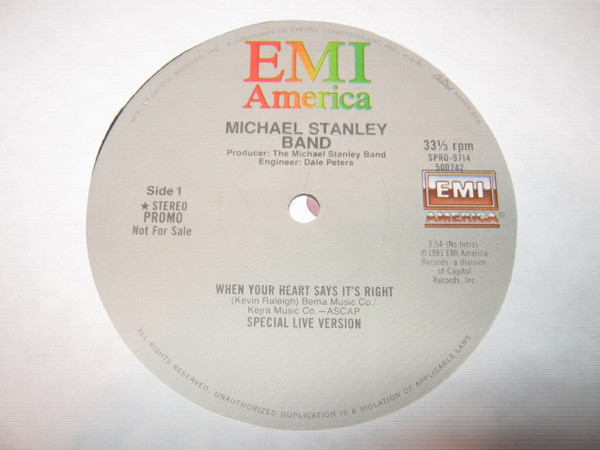 EMI
America
MICHAEL STANLEY
BAND
Producer: The Michael Stanley Band
Engineer: Dale Peters
33⅓ rpm
SPRO-9714
500742
EMI
AMERICA
Side 1
★ STEREO
PROMO
Not For Sale
3:54 (No Intro)
℗ 1981 EMI America
Records, a division
of Capitol
Records, Inc.
WHEN YOUR HEART SAYS IT'S RIGHT
(Kevin Raleigh) Bema Music Co./
Kejra Music Co.—ASCAP
SPECIAL LIVE VERSION
ALL RIGHTS RESERVED. UNAUTHORIZED DUPLICATION IS A VIOLATION OF APPLICABLE LAWS.